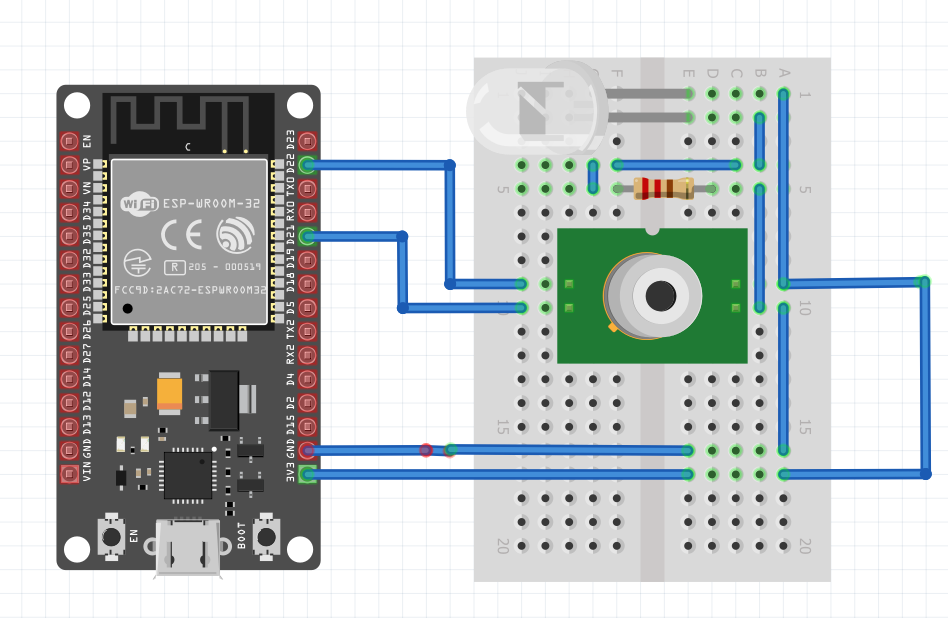 EN
VP
VN
D34
D35
D32
D33
D25
D26
D27
D14
D12
D13
GND
VIN
C
Wi Fi ESP-WROOM-32
CE
R 205 - 000519
FCC9D:2AC72-ESPWROOM32
D23
D22
TX0
RX0
D21
D19
D18
D5
TX2
RX2
D4
D2
D15
GND
3V3
EN
BOOT
F E D C B A
1
5 5
10
15 15
20 20